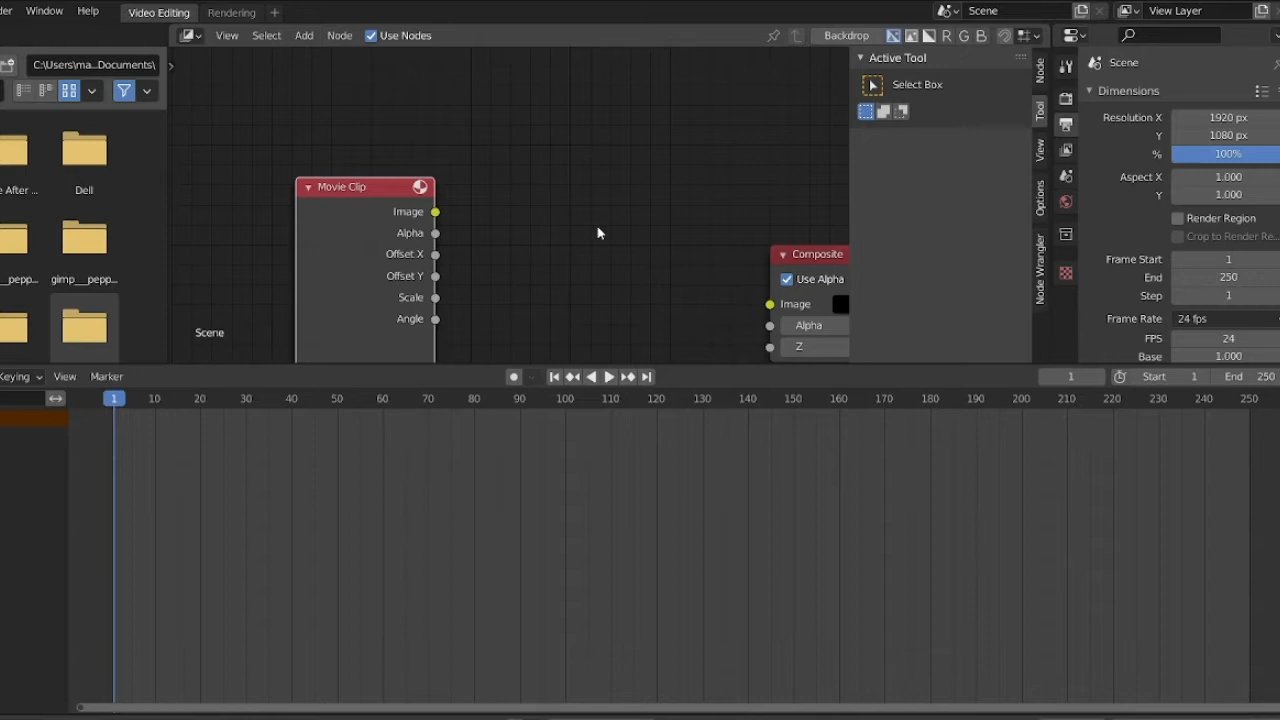 der Window Help Video Editing Rendering + Scene View Layer
View Select Add Node Use Nodes Backdrop R G B
C:\Users\ma...Documents\
Active Tool
Scene
Select Box
Dimensions
Resolution X 1920 px
Y 1080 px
% 100%
Aspect X 1.000
Y 1.000
Render Region
Crop to Render Re...
Frame Start 1
End 250
Step 1
Frame Rate 24 fps
FPS 24
Base 1.000
Node
Tool
View
Options
Node Wrangler
e After ...
Dell
_pepp...
gimp__pepp...
Movie Clip
Image
Alpha
Offset X
Offset Y
Scale
Angle
Scene
Composite
Use Alpha
Image
Alpha
Z
Keying View Marker 1 Start 1 End 250
1 10 20 30 40 50 60 70 80 90 100 110 120 130 140 150 160 170 180 190 200 210 220 230 240 250